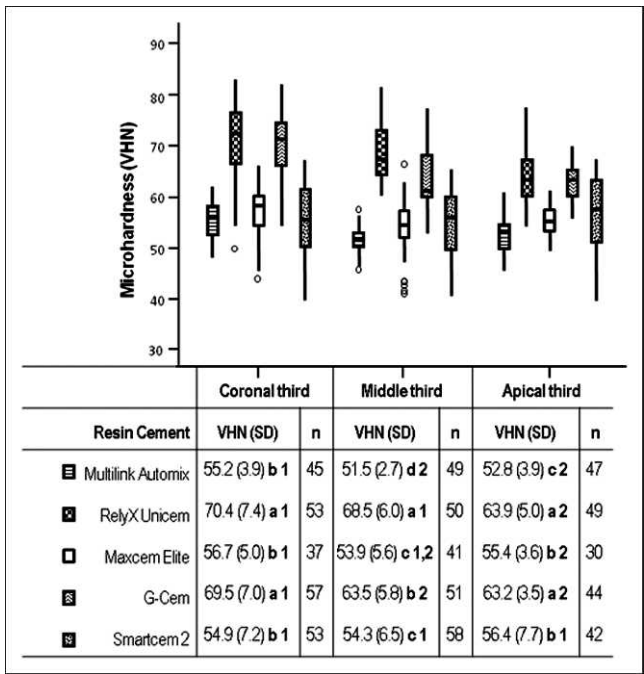 90
80
70
60
50
40
30
Microhardness (VHN)
Coronal third Middle third Apical third
Resin Cement VHN (SD) n VHN (SD) n VHN (SD) n
Multilink Automix 55.2 (3.9) b 1 45 51.5 (2.7) d 2 49 52.8 (3.9) c 2 47
RelyX Unicem 70.4 (7.4) a 1 53 68.5 (6.0) a 1 50 63.9 (5.0) a 2 49
Maxcem Elite 56.7 (5.0) b 1 37 53.9 (5.6) c 1,2 41 55.4 (3.6) b 2 30
G-Cem 69.5 (7.0) a 1 57 63.5 (5.8) b 2 51 63.2 (3.5) a 2 44
Smartcem 2 54.9 (7.2) b 1 53 54.3 (6.5) c 1 58 56.4 (7.7) b 1 42